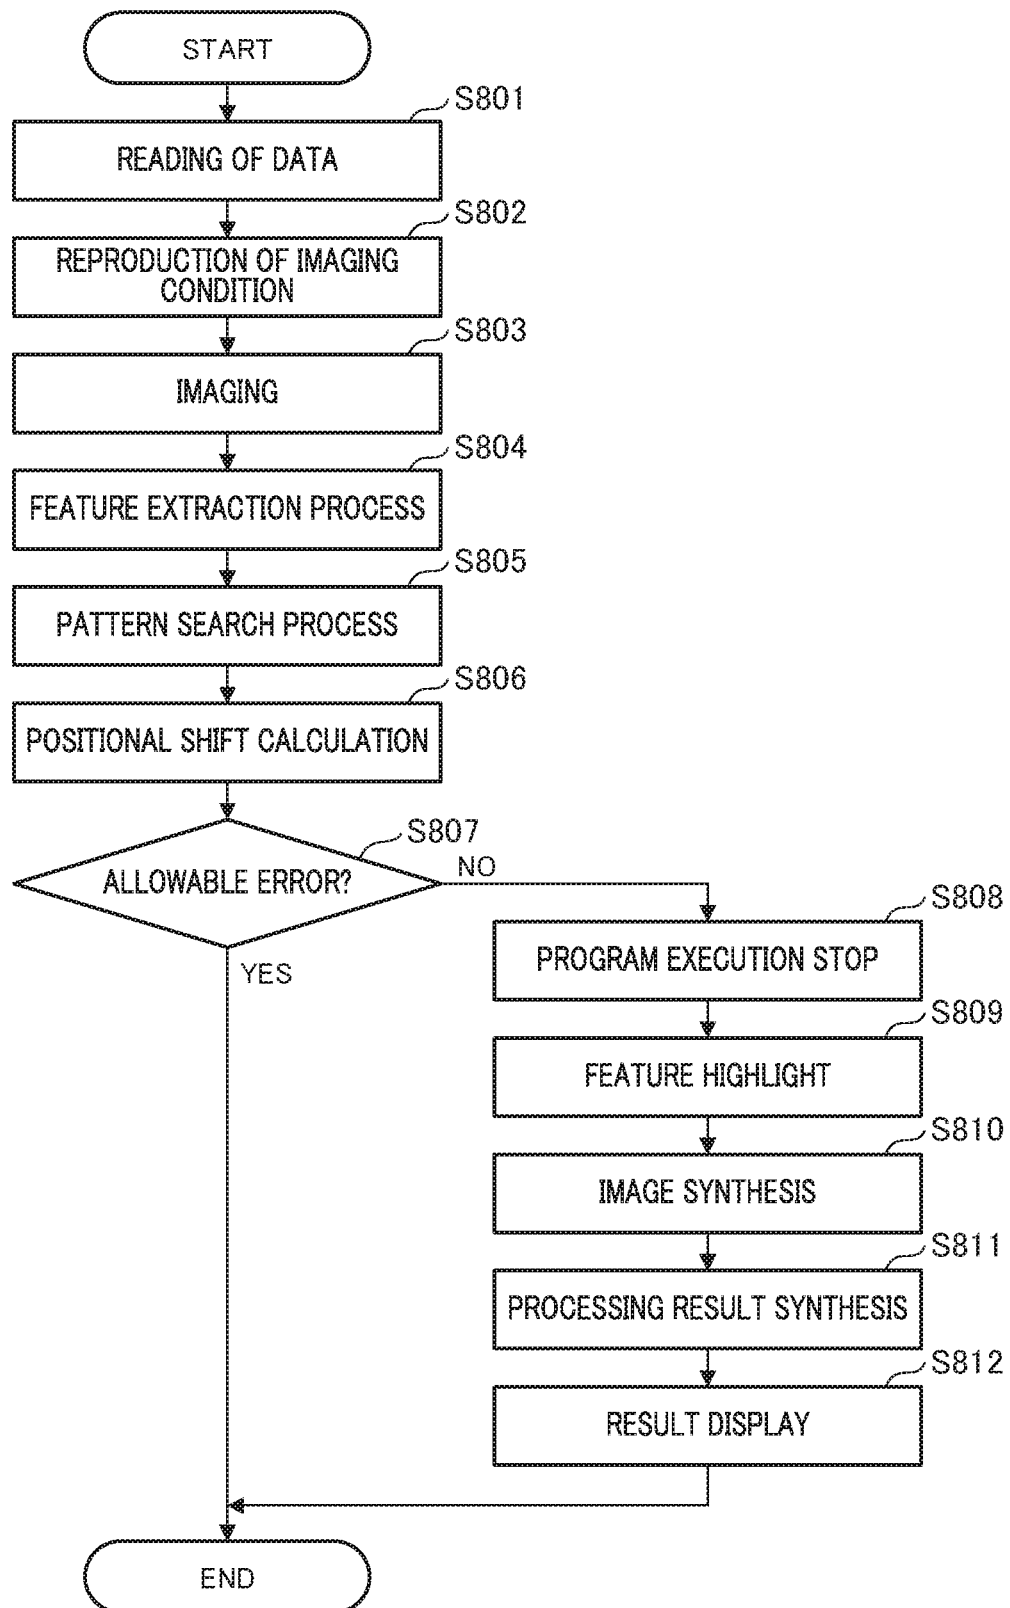 START
S801
READING OF DATA
S802
REPRODUCTION OF IMAGING
CONDITION
S803
IMAGING
S804
FEATURE EXTRACTION PROCESS
S805
PATTERN SEARCH PROCESS
S806
POSITIONAL SHIFT CALCULATION
S807
ALLOWABLE ERROR?
NO
YES
S808
PROGRAM EXECUTION STOP
S809
FEATURE HIGHLIGHT
S810
IMAGE SYNTHESIS
S811
PROCESSING RESULT SYNTHESIS
S812
RESULT DISPLAY
END